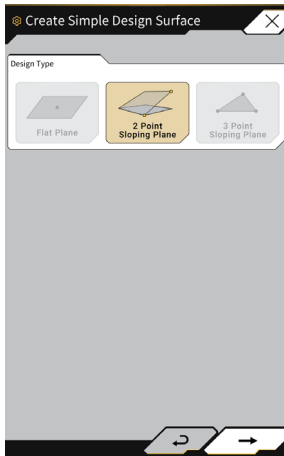 Create Simple Design Surface
Design Type
Flat Plane
2 Point
Sloping Plane
3 Point
Sloping Plane